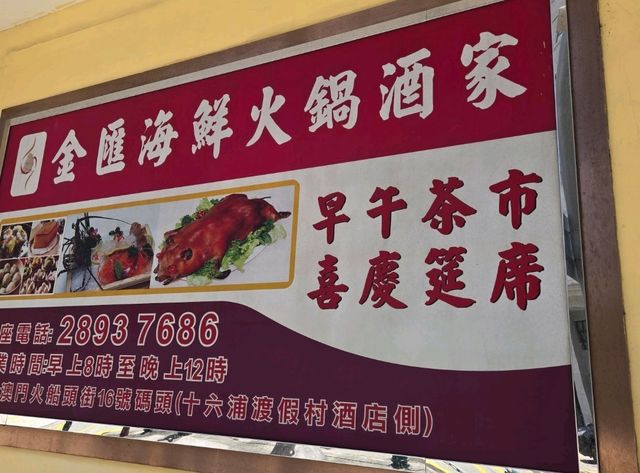 金匯海鮮火鍋酒家
早午茶市
喜慶筵席
座電話: 2893 7686
業時間:早上8時至晚上12時
澳門火船頭街16號碼頭(十六浦渡假村酒店側)